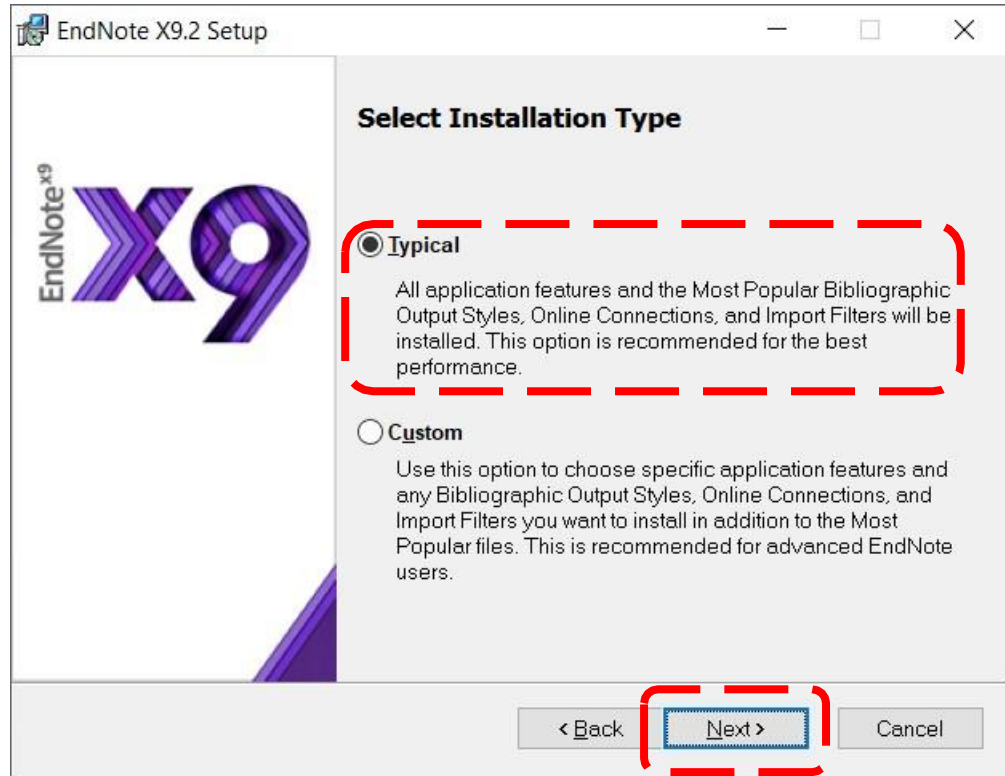 EndNote X9.2 Setup
EndNote x9
X9
Select Installation Type
Typical
All application features and the Most Popular Bibliographic
Output Styles, Online Connections, and Import Filters will be
installed. This option is recommended for the best
performance.
Custom
Use this option to choose specific application features and
any Bibliographic Output Styles, Online Connections, and
Import Filters you want to install in addition to the Most
Popular files. This is recommended for advanced EndNote
users.
< Back
Next >
Cancel